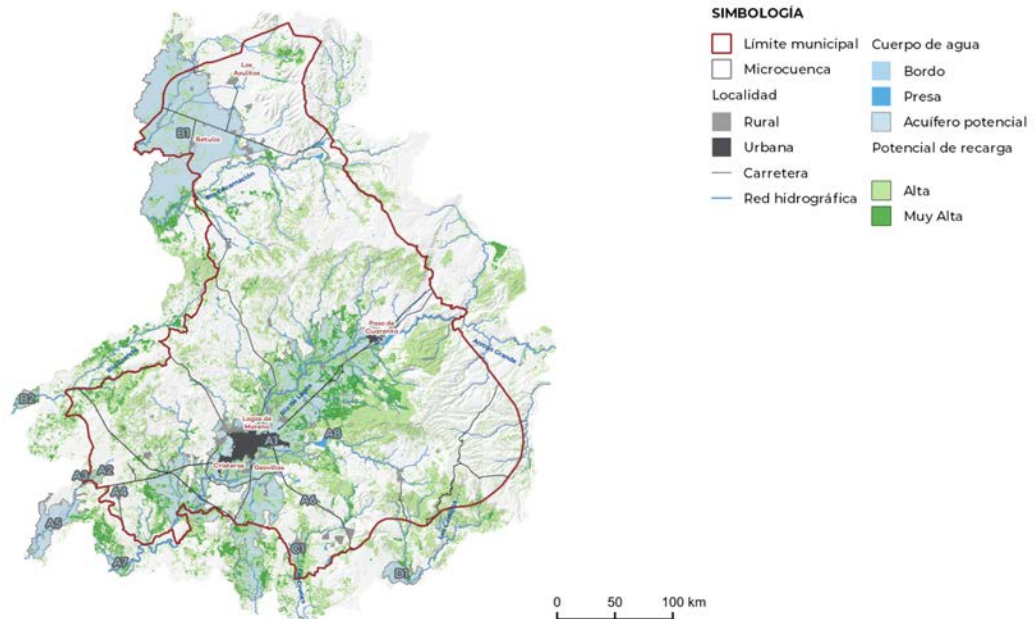 SIMBOLOGÍA
Límite municipal
Microcuenca
Localidad
Rural
Urbana
Carretera
Red hidrográfica
Cuerpo de agua
Bordo
Presa
Acuífero potencial
Potencial de recarga
Alta
Muy Alta
Los Azulitos
B1
Betulia
Paso de Cuarenta
Arroyo Grande
B2
Lagos de Moreno
A1
A8
Cristeros
A3
A2
A4
A6
A5
A7
C1
D1
0 50 100 km